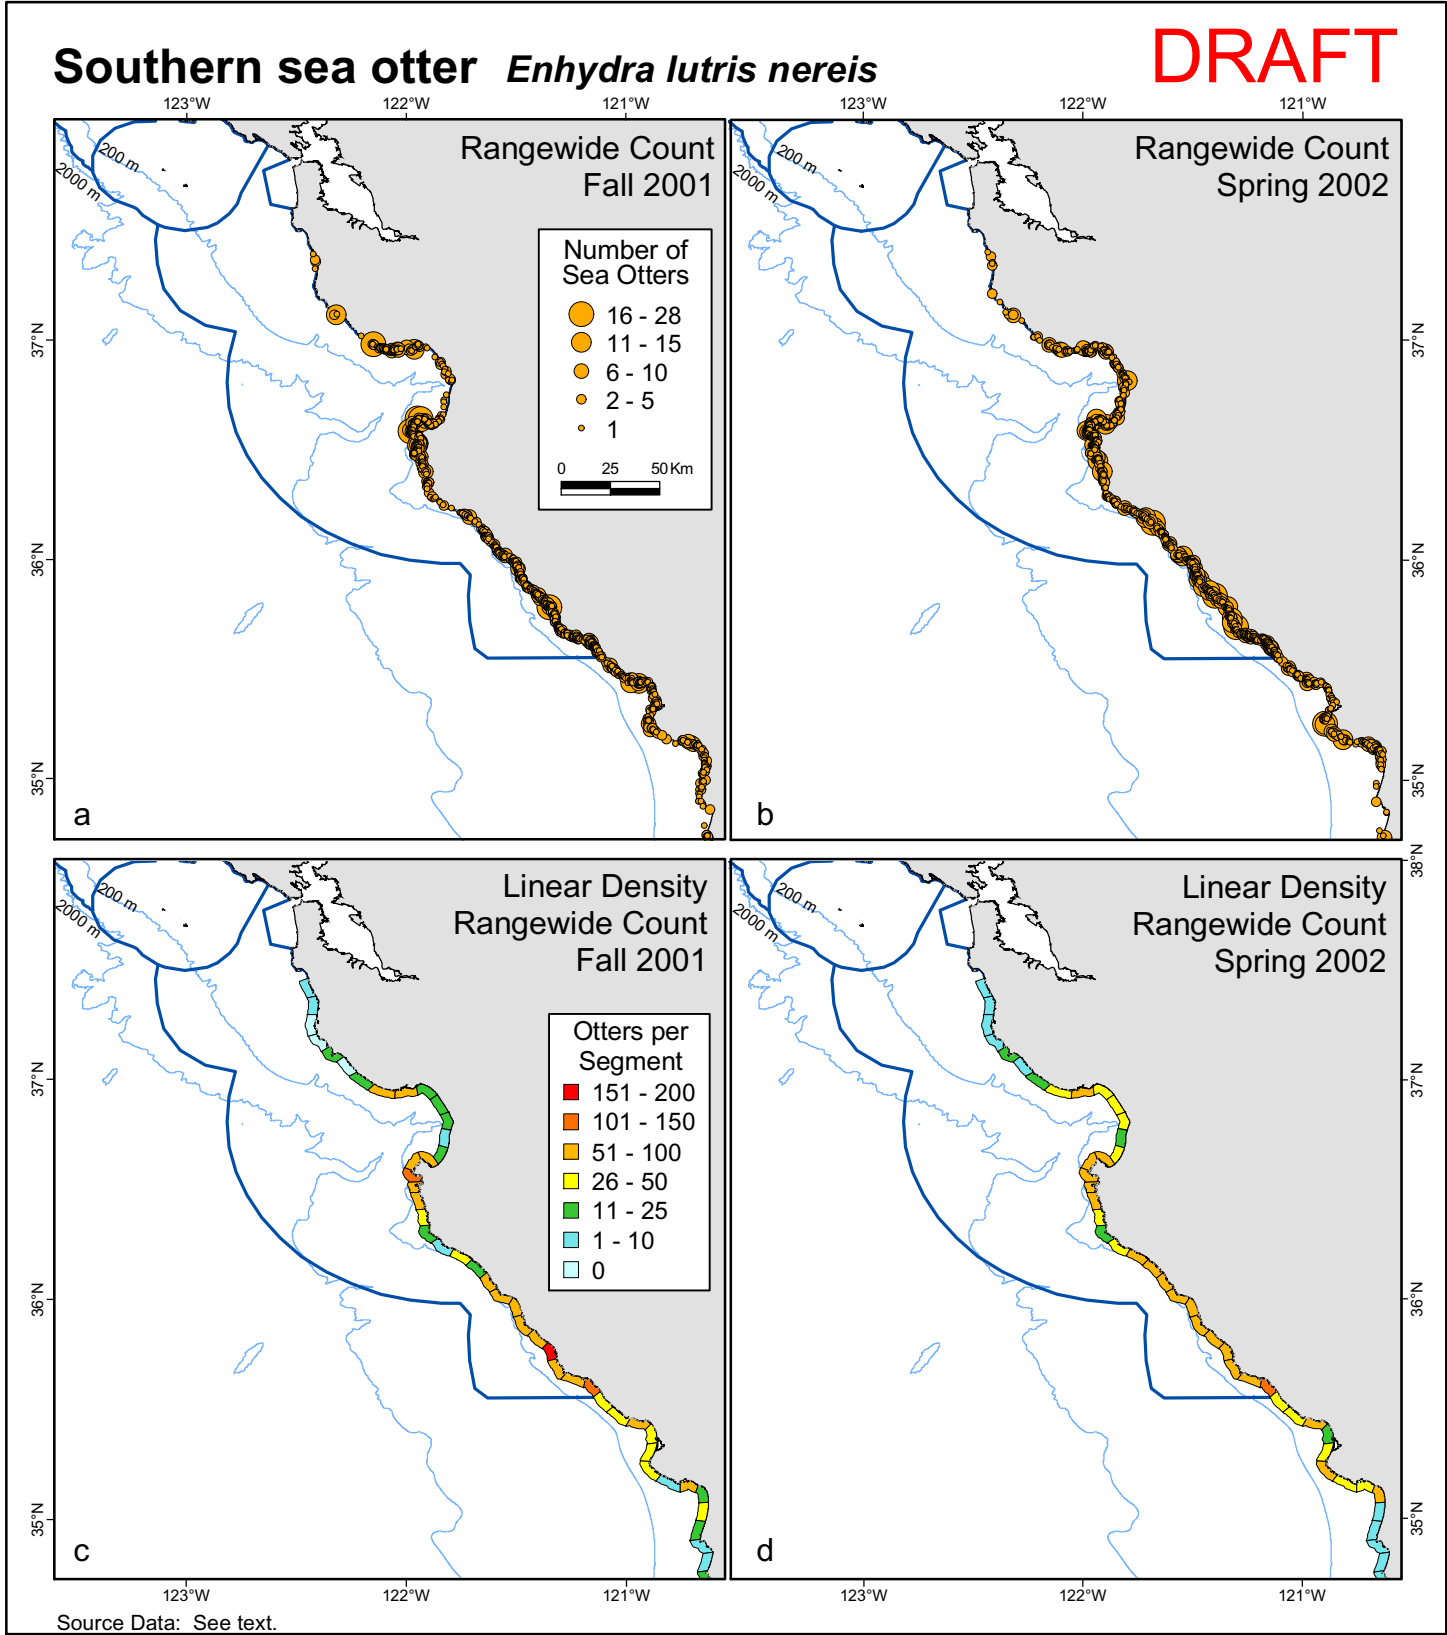 Southern sea otter Enhydra lutris nereis
DRAFT
123°W 122°W 121°W 123°W 122°W 121°W
200 m
2000 m
Rangewide Count
Fall 2001
Number of
Sea Otters
16 - 28
11 - 15
6 - 10
2 - 5
1
0 25 50 Km
37°N
36°N
35°N
a
200 m
2000 m
Rangewide Count
Spring 2002
37°N
36°N
35°N
b
200 m
2000 m
Linear Density
Rangewide Count
Fall 2001
Otters per
Segment
151 - 200
101 - 150
51 - 100
26 - 50
11 - 25
1 - 10
0
37°N
36°N
35°N
c
200 m
2000 m
Linear Density
Rangewide Count
Spring 2002
38°N
37°N
36°N
35°N
d
123°W 122°W 121°W 123°W 122°W 121°W
Source Data: See text.